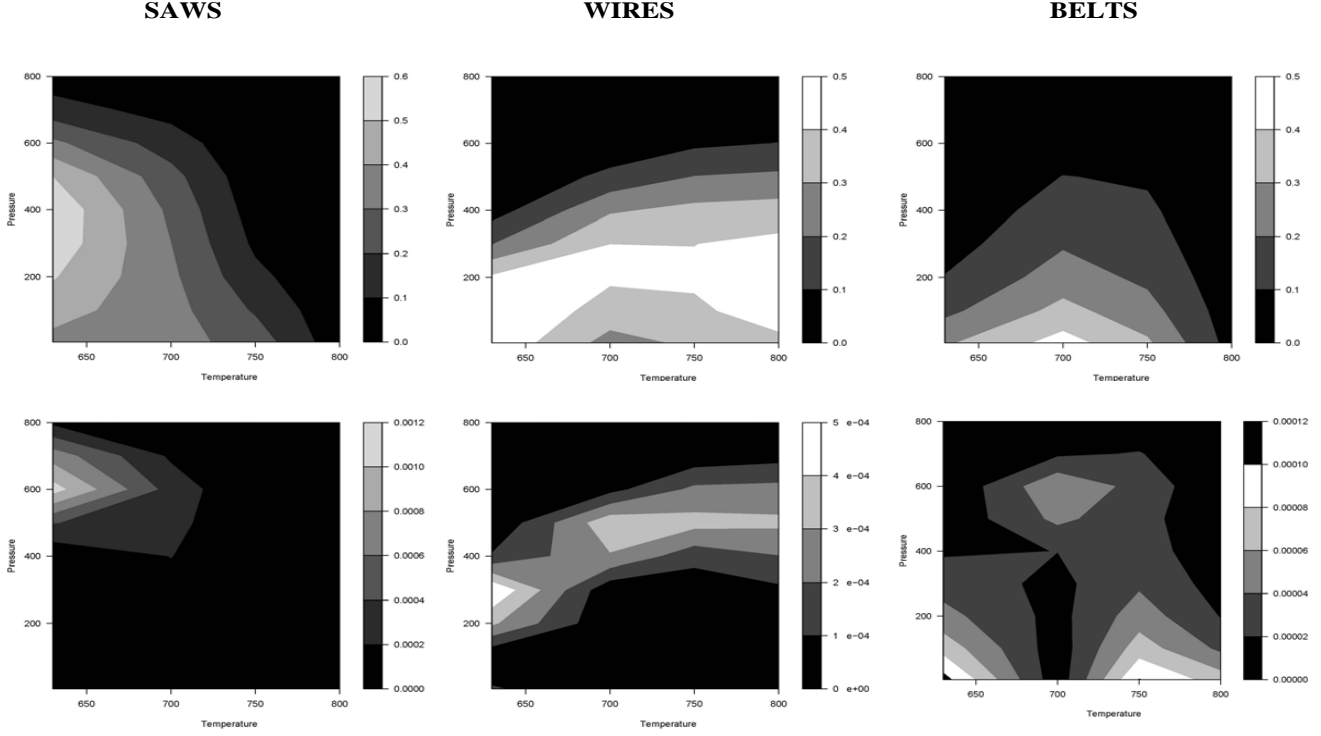 SAWS WIRES BELTS
800
600
400
200
Pressure
650 700 750 800
Temperature
0.6
0.5
0.4
0.3
0.2
0.1
0.0
800
600
400
200
Pressure
650 700 750 800
Temperature
0.5
0.4
0.3
0.2
0.1
0.0
800
600
400
200
Pressure
650 700 750 800
Temperature
0.5
0.4
0.3
0.2
0.1
0.0
800
600
400
200
Pressure
650 700 750 800
Temperature
0.0012
0.0010
0.0008
0.0006
0.0004
0.0002
0.0000
800
600
400
200
Pressure
650 700 750 800
Temperature
5 e−04
4 e−04
3 e−04
2 e−04
1 e−04
0 e+00
800
600
400
200
Pressure
650 700 750 800
Temperature
0.00012
0.00010
0.00008
0.00006
0.00004
0.00002
0.00000